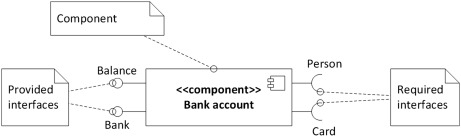 Component
Provided
interfaces
Balance
Bank
<<component>>
Bank account
Person
Card
Required
interfaces